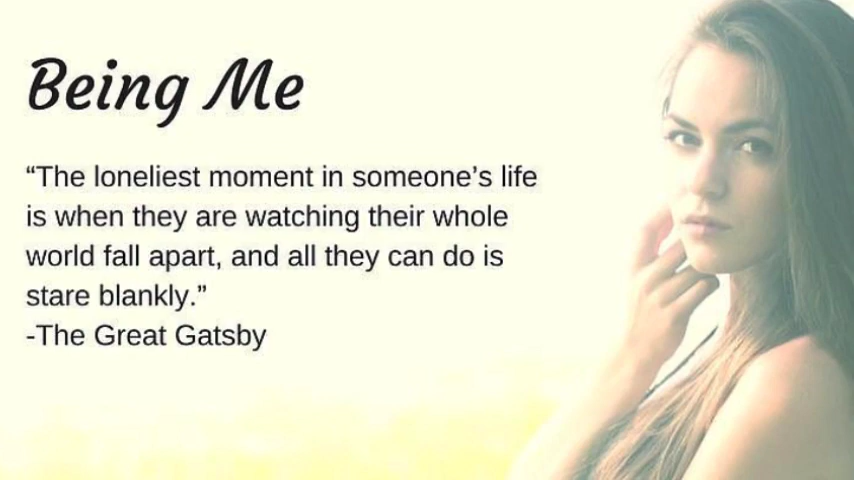 Being Me
“The loneliest moment in someone’s life
is when they are watching their whole
world fall apart, and all they can do is
stare blankly.”
-The Great Gatsby